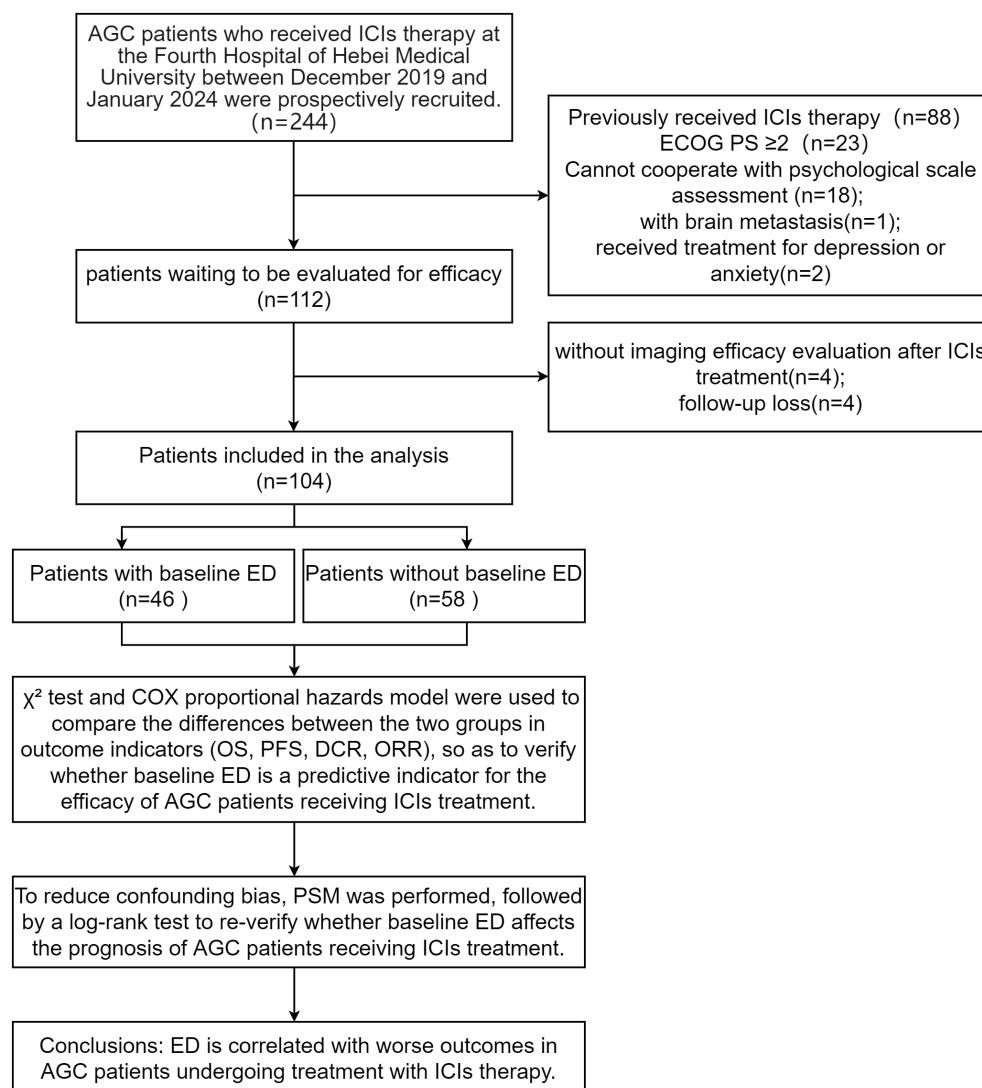 AGC patients who received ICIs therapy at
the Fourth Hospital of Hebei Medical
University between December 2019 and
January 2024 were prospectively recruited.
(n=244)
Previously received ICIs therapy (n=88)
ECOG PS ≥2 (n=23)
Cannot cooperate with psychological scale
assessment (n=18);
with brain metastasis(n=1);
received treatment for depression or
anxiety(n=2)
patients waiting to be evaluated for efficacy
(n=112)
without imaging efficacy evaluation after ICIs
treatment(n=4);
follow-up loss(n=4)
Patients included in the analysis
(n=104)
Patients with baseline ED
(n=46 )
Patients without baseline ED
(n=58 )
χ² test and COX proportional hazards model were used to
compare the differences between the two groups in
outcome indicators (OS, PFS, DCR, ORR), so as to verify
whether baseline ED is a predictive indicator for the
efficacy of AGC patients receiving ICIs treatment.
To reduce confounding bias, PSM was performed, followed
by a log-rank test to re-verify whether baseline ED affects
the prognosis of AGC patients receiving ICIs treatment.
Conclusions: ED is correlated with worse outcomes in
AGC patients undergoing treatment with ICIs therapy.